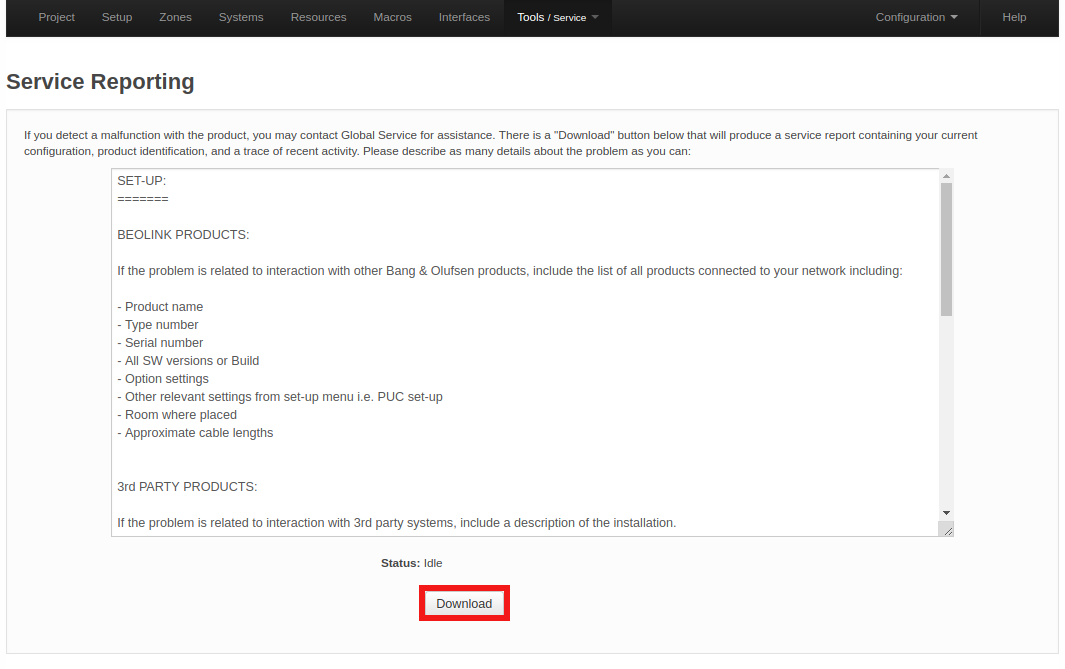 Project Setup Zones Systems Resources Macros Interfaces Tools / Service Configuration Help
Service Reporting
If you detect a malfunction with the product, you may contact Global Service for assistance. There is a "Download" button below that will produce a service report containing your current
configuration, product identification, and a trace of recent activity. Please describe as many details about the problem as you can:
SET-UP:
=======
BEOLINK PRODUCTS:
If the problem is related to interaction with other Bang & Olufsen products, include the list of all products connected to your network including:
- Product name
- Type number
- Serial number
- All SW versions or Build
- Option settings
- Other relevant settings from set-up menu i.e. PUC set-up
- Room where placed
- Approximate cable lengths
3rd PARTY PRODUCTS:
If the problem is related to interaction with 3rd party systems, include a description of the installation.
Status: Idle
Download